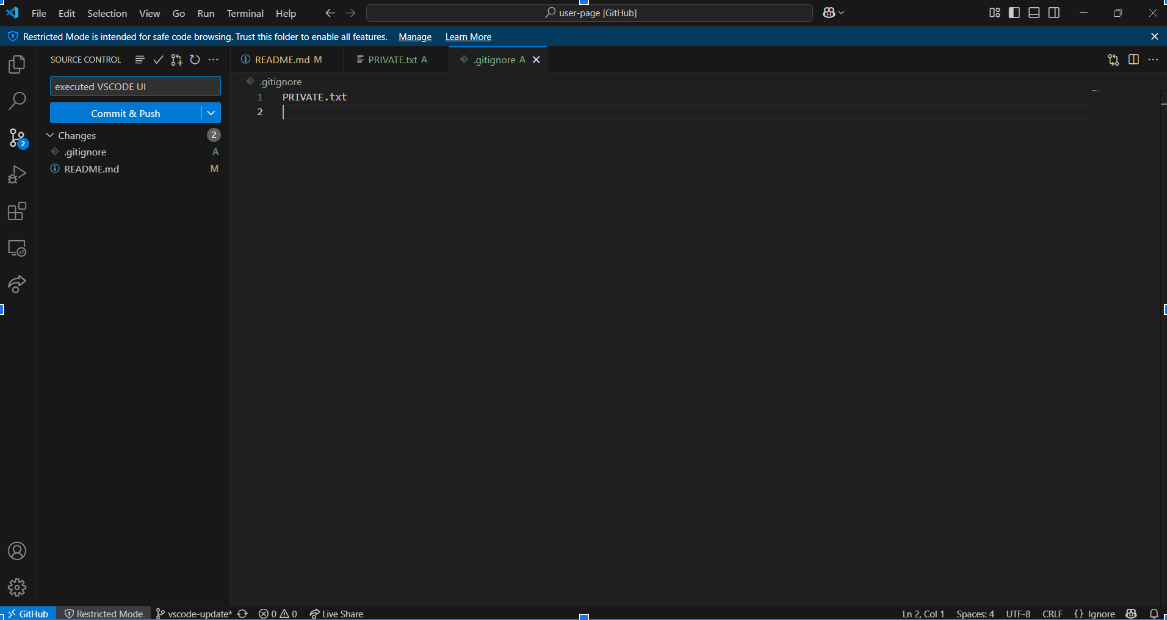 File Edit Selection View Go Run Terminal Help
user-page [GitHub]
Restricted Mode is intended for safe code browsing. Trust this folder to enable all features. Manage Learn More
SOURCE CONTROL
executed VSCODE UI
Commit & Push
Changes 2
.gitignore A
README.md M
2
README.md M PRIVATE.txt A .gitignore A
.gitignore
1 PRIVATE.txt
2
GitHub Restricted Mode vscode-update* 0 0 Live Share Ln 2, Col 1 Spaces: 4 UTF-8 CRLF {} Ignore